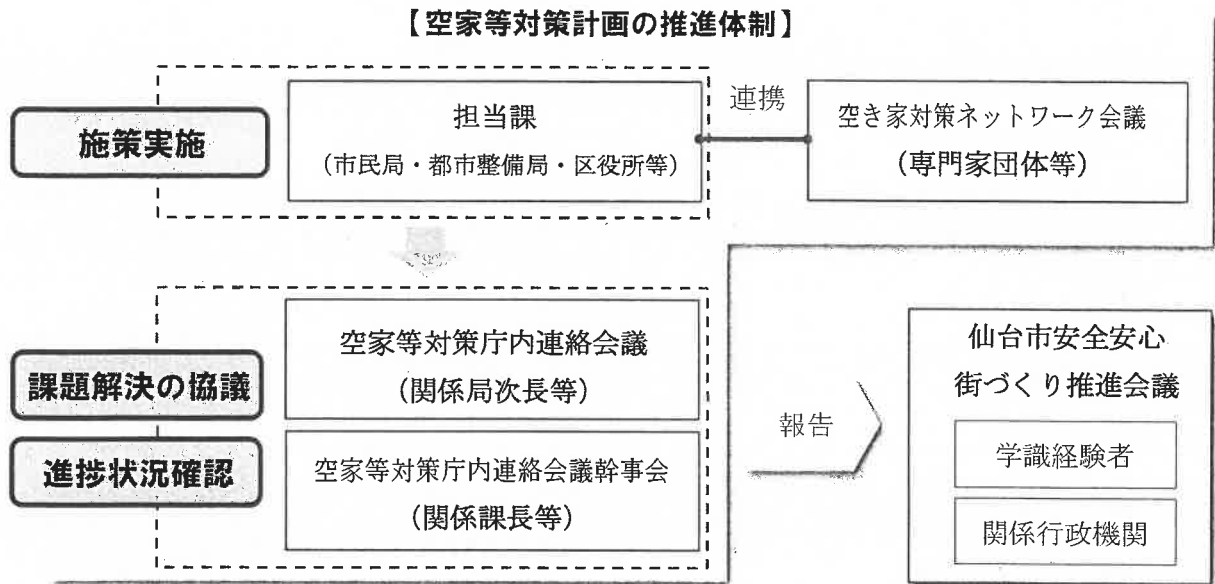 【空家等対策計画の推進体制】
施策実施
担当課
（市民局・都市整備局・区役所等）
連携
空き家対策ネットワーク会議
（専門家団体等）
課題解決の協議
進捗状況確認
空家等対策庁内連絡会議
（関係局次長等）
空家等対策庁内連絡会議幹事会
（関係課長等）
報告
仙台市安全安心
街づくり推進会議
学識経験者
関係行政機関